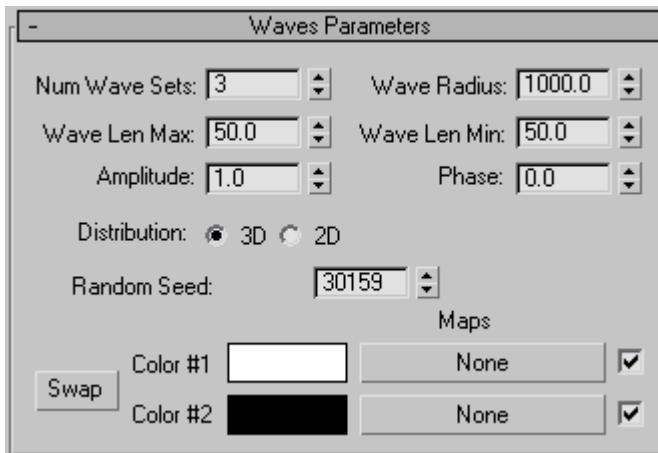 - Waves Parameters
Num Wave Sets: 3 Wave Radius: 1000.0
Wave Len Max: 50.0 Wave Len Min: 50.0
Amplitude: 1.0 Phase: 0.0
Distribution: 3D 2D
Random Seed: 30159
Maps
Color #1 None
Swap
Color #2 None